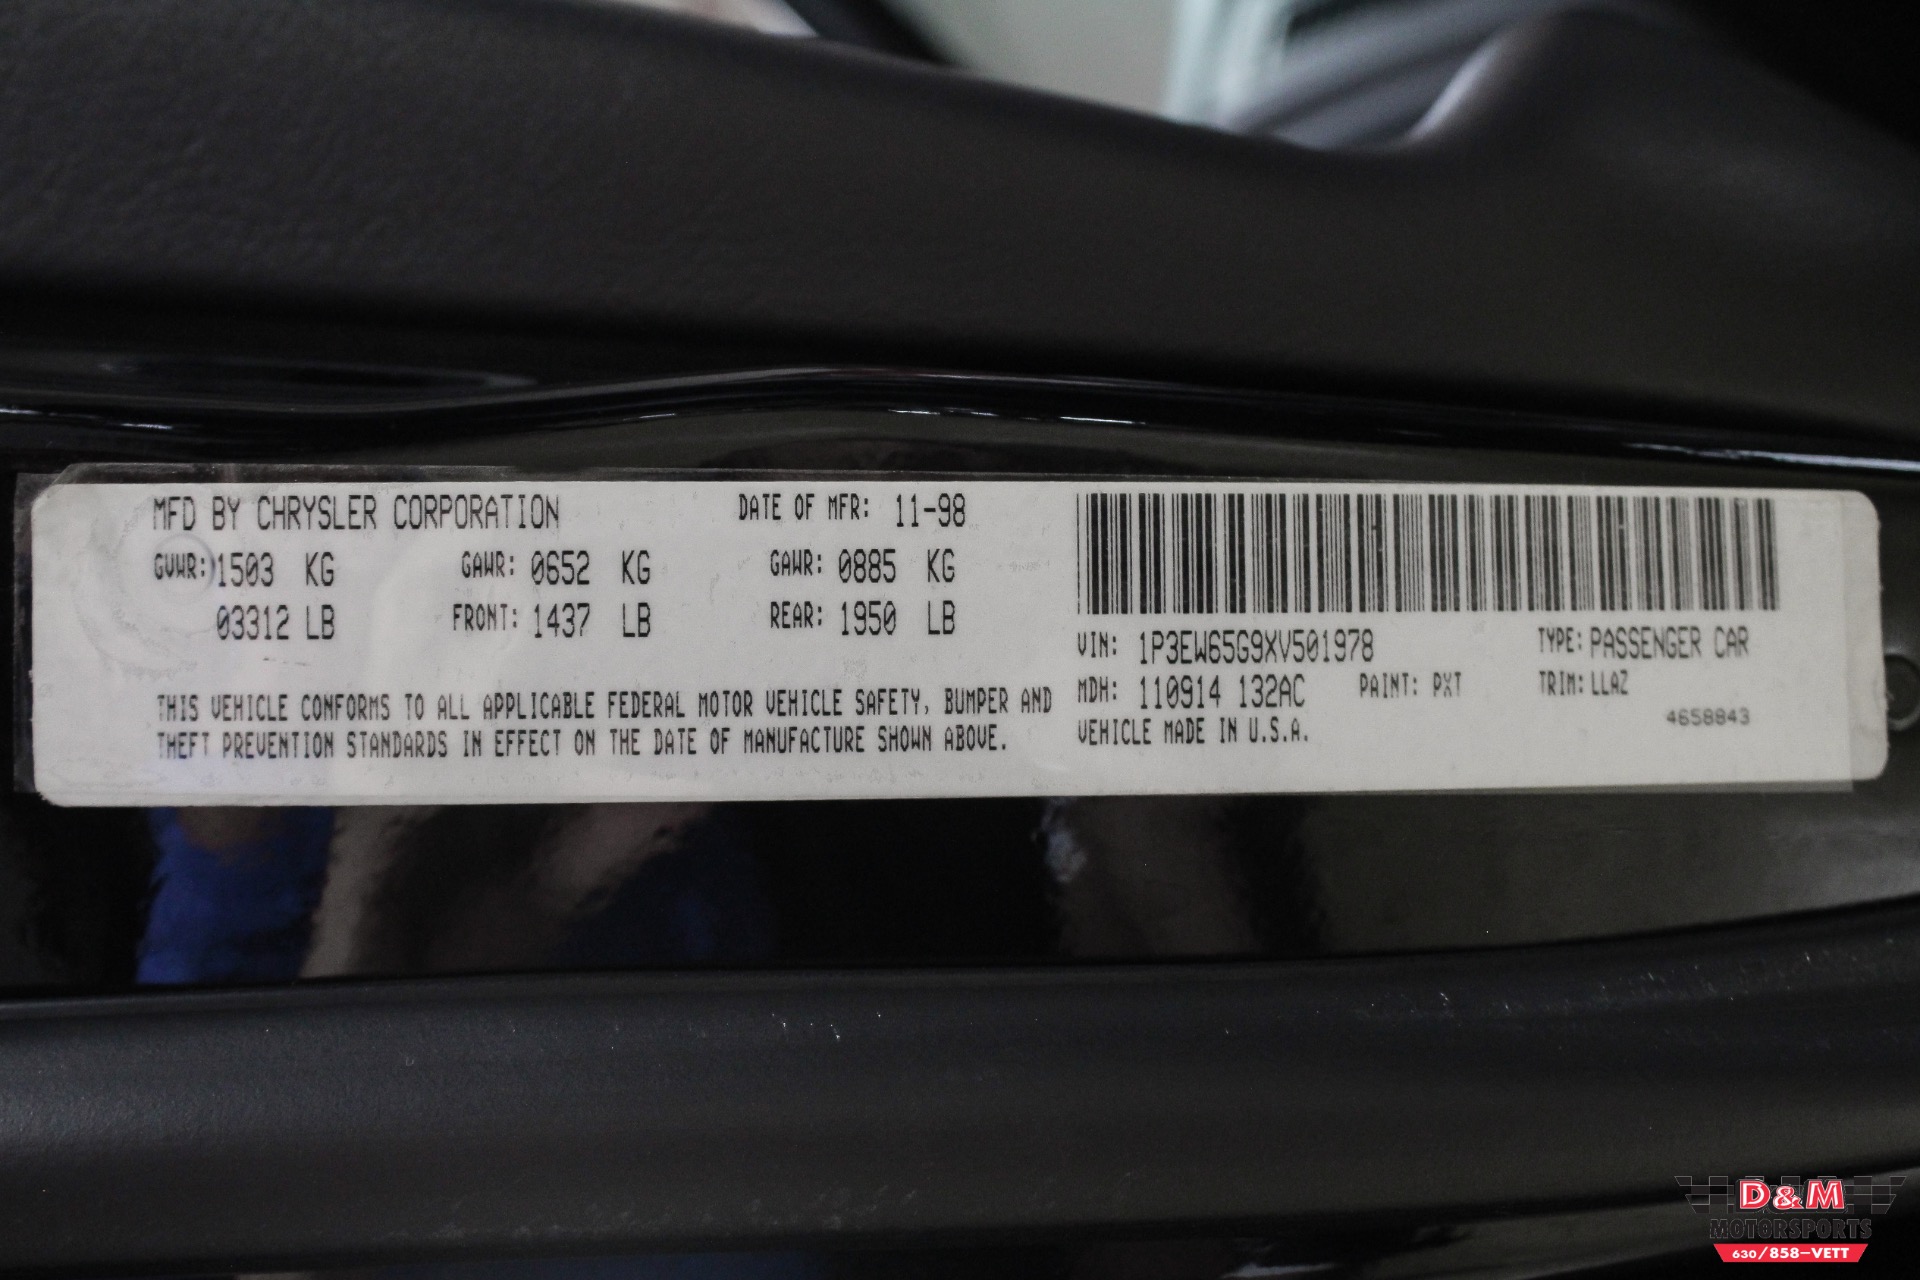 MFD BY CHRYSLER CORPORATION DATE OF MFR: 11-98
GVWR: 1503 KG GAWR: 0652 KG GAWR: 0885 KG
03312 LB FRONT: 1437 LB REAR: 1950 LB
THIS VEHICLE CONFORMS TO ALL APPLICABLE FEDERAL MOTOR VEHICLE SAFETY, BUMPER AND
THEFT PREVENTION STANDARDS IN EFFECT ON THE DATE OF MANUFACTURE SHOWN ABOVE.
VIN: 1P3EW65G9XV501978 TYPE: PASSENGER CAR
MDH: 110914 132AC PAINT: PXT TRIM: LLAZ
VEHICLE MADE IN U.S.A. 4658843
D&M
MOTORSPORTS
630/858-VETT